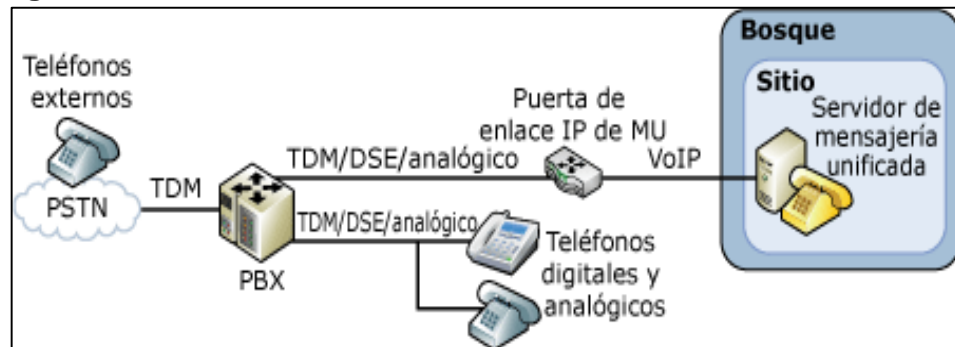 Bosque
Sitio
Servidor de
mensajería
unificada
Teléfonos
externos
PSTN
TDM
PBX
TDM/DSE/analógico
Puerta de
enlace IP de MU
VoIP
TDM/DSE/analógico
Teléfonos
digitales y
analógicos